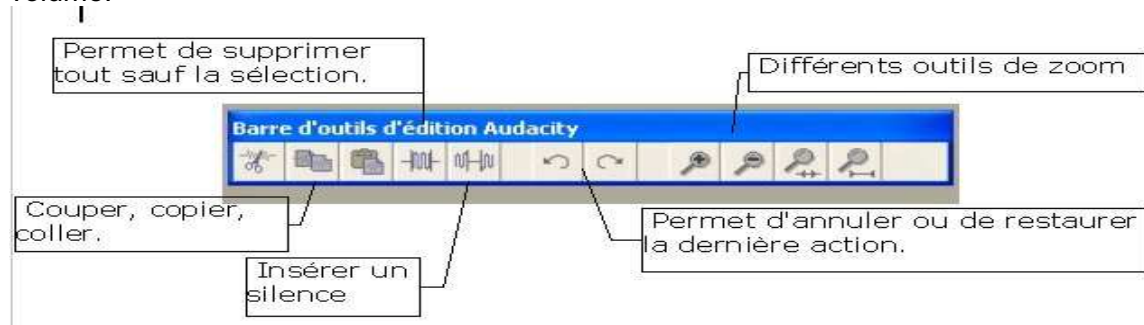 Permet de supprimer
tout sauf la sélection.
Différents outils de zoom
Barre d'outils d'édition Audacity
Couper, copier,
coller.
Permet d'annuler ou de restaurer
la dernière action.
Insérer un
silence